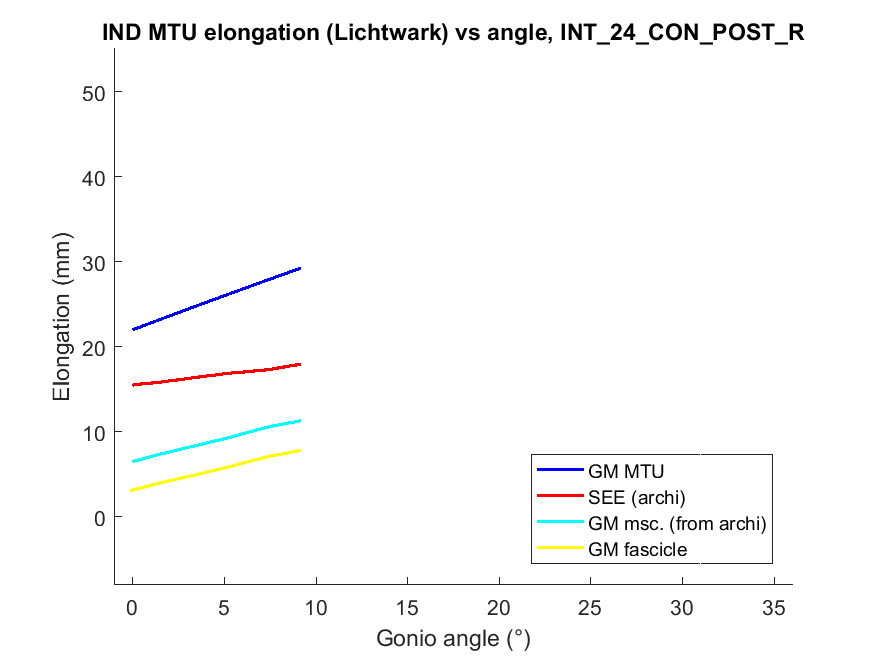 IND MTU elongation (Lichtwark) vs angle, INT_24_CON_POST_R
50
40
30
20
10
0
Elongation (mm)
GM MTU
SEE (archi)
GM msc. (from archi)
GM fascicle
0 5 10 15 20 25 30 35
Gonio angle (°)